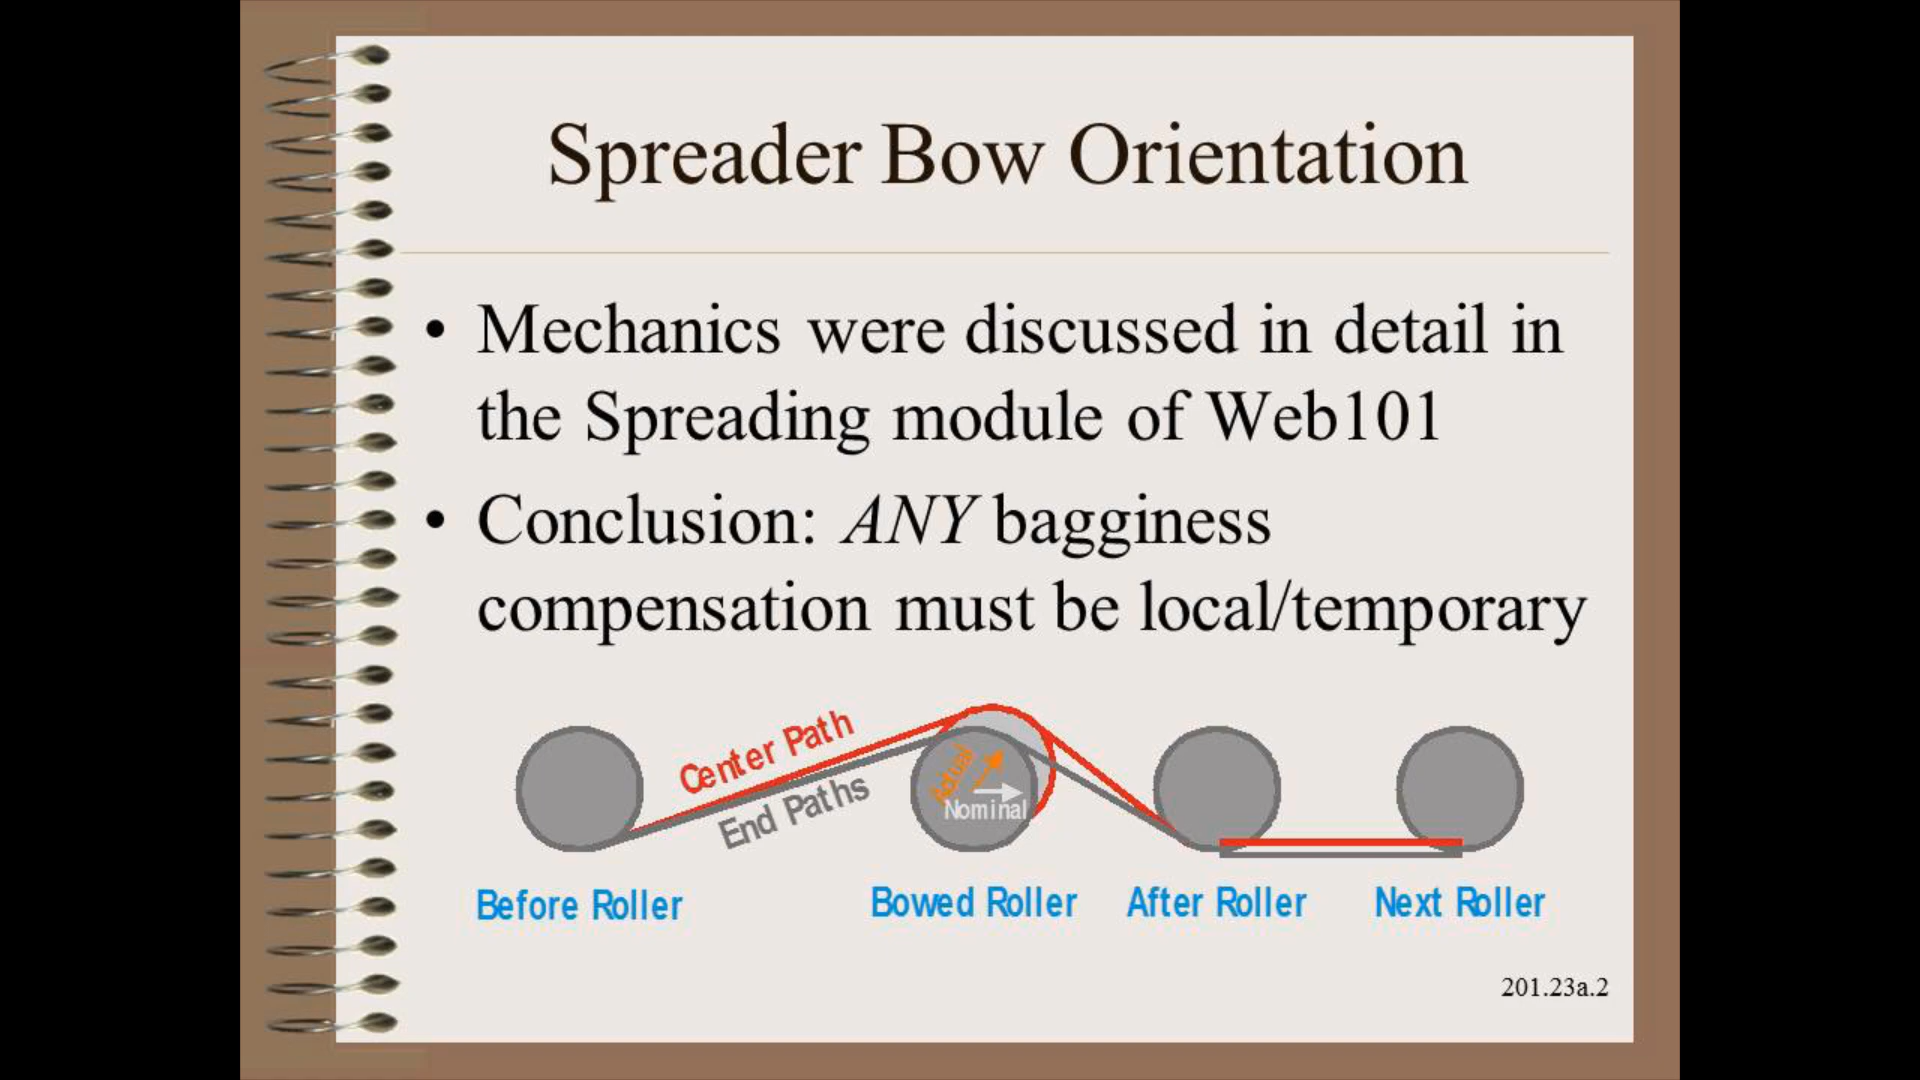 Spreader Bow Orientation
• Mechanics were discussed in detail in
the Spreading module of Web101
• Conclusion: ANY bagginess
compensation must be local/temporary
Center Path
End Paths
Actual
Nominal
Before Roller
Bowed Roller
After Roller
Next Roller
201.23a.2